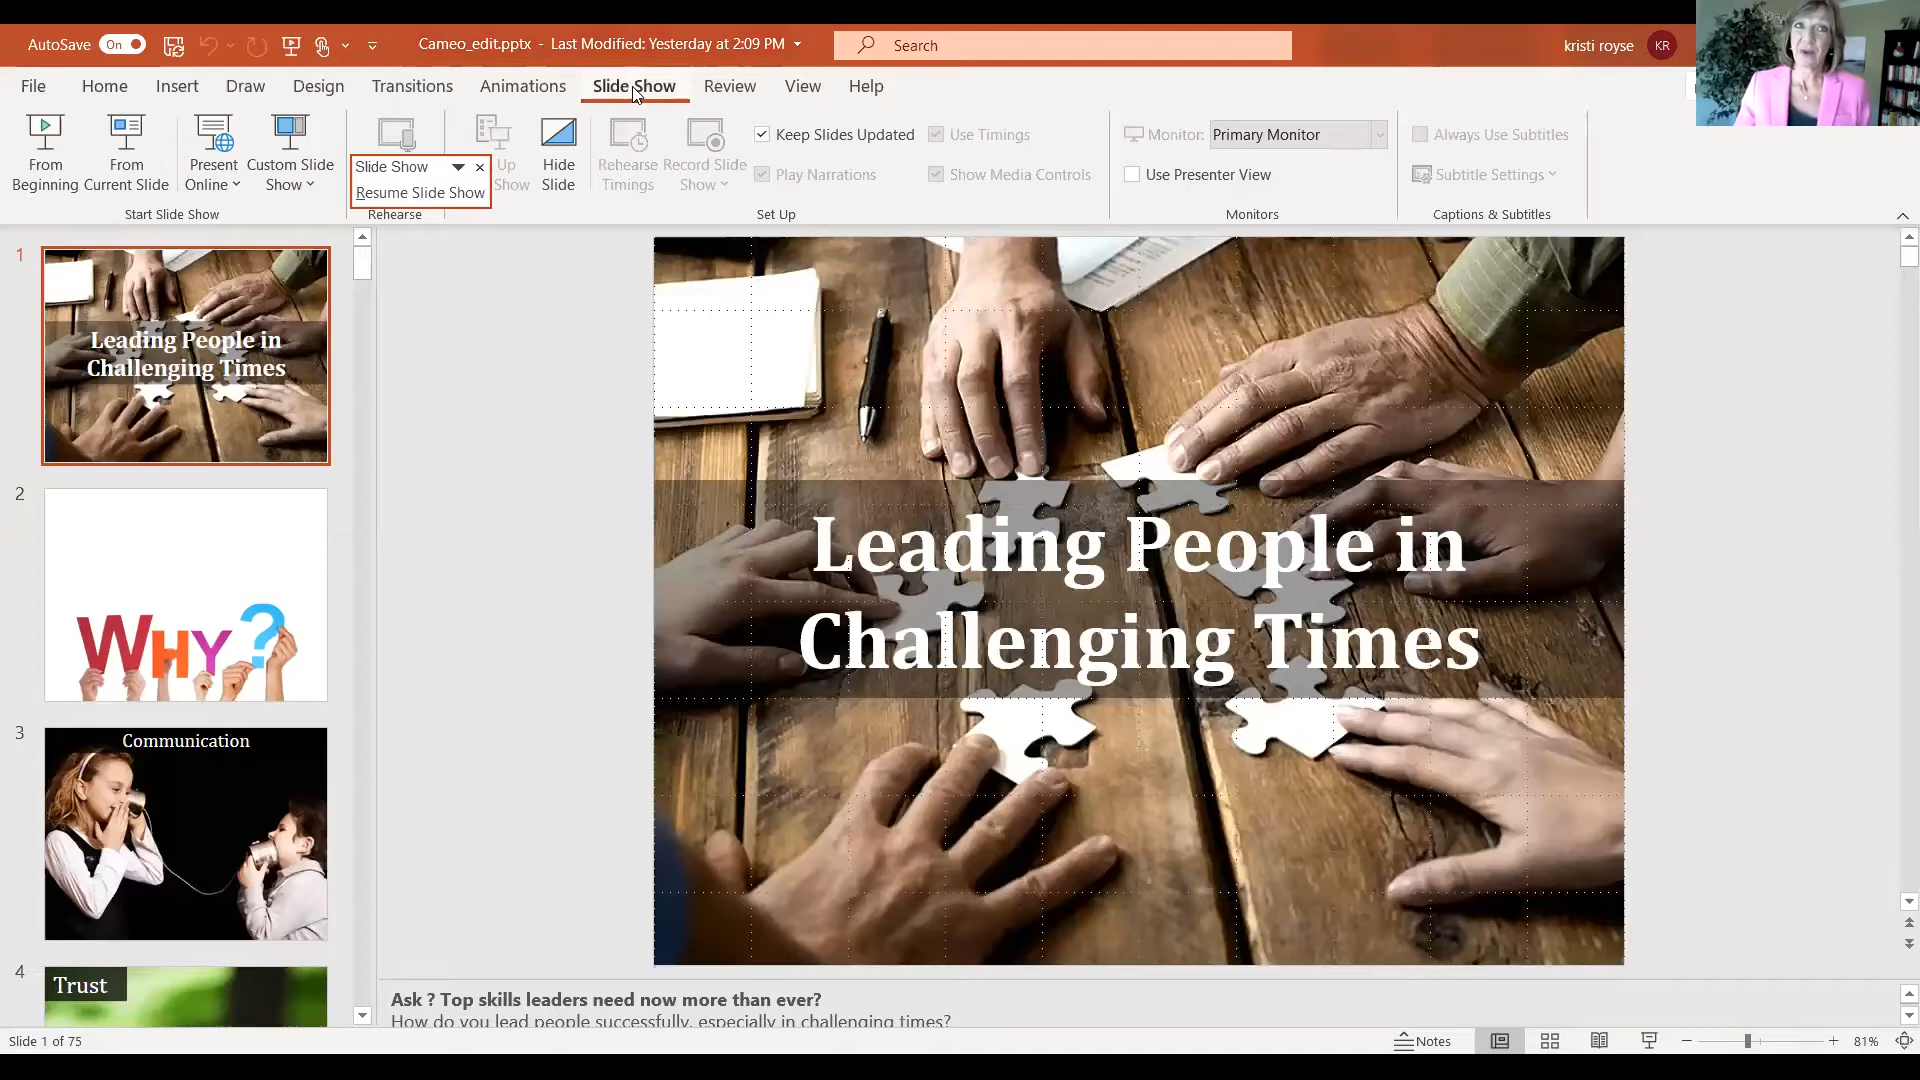 AutoSave On Cameo_edit.pptx - Last Modified: Yesterday at 2:09 PM Search kristi royse KR
File Home Insert Draw Design Transitions Animations Slide Show Review View Help
From Beginning
From Current Slide
Present Online
Custom Slide Show
Start Slide Show
Slide Show
Resume Slide Show
Rehearse
Up
Show
Hide Slide
Rehearse Timings
Record Slide Show
Keep Slides Updated
Play Narrations
Use Timings
Show Media Controls
Set Up
Monitor: Primary Monitor
Use Presenter View
Monitors
Always Use Subtitles
Subtitle Settings
Captions & Subtitles
1
Leading People in
Challenging Times
2
WHY?
3
Communication
4
Trust
Leading People in
Challenging Times
Ask ? Top skills leaders need now more than ever?
How do you lead people successfully, especially in challenging times?
Slide 1 of 75 Notes 81%